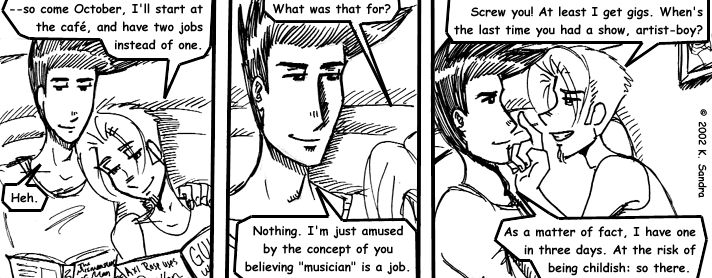 --so come October, I'll start at
the café, and have two jobs
instead of one.
Heh.
The
Man
Axl Rose uses
What was that for?
Nothing. I'm just amused
by the concept of you
believing "musician" is a job.
Screw you! At least I get gigs. When's
the last time you had a show, artist-boy?
As a matter of fact, I have one
in three days. At the risk of
being childish: so there.
© 2002 K. Sandra